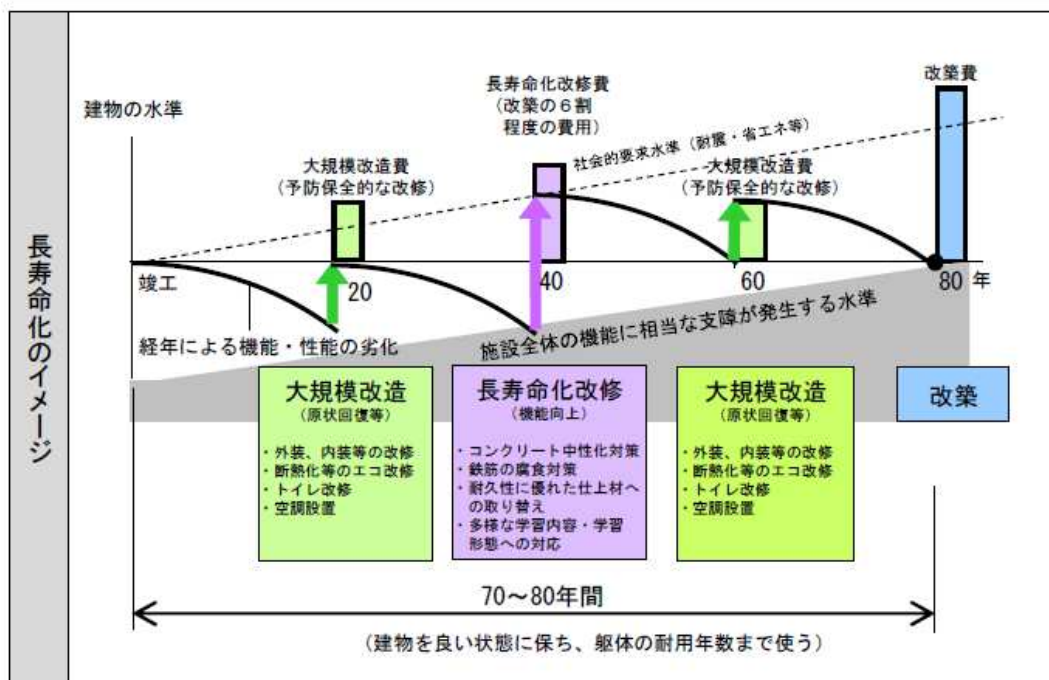 長寿命化のイメージ
建物の水準
大規模改造費
（予防保全的な改修）
長寿命化改修費
（改築の６割
程度の費用）
社会的要求水準（耐震・省エネ等）
大規模改造費
（予防保全的な改修）
改築費
竣工
20
40
60
80 年
経年による機能・性能の劣化
施設全体の機能に相当な支障が発生する水準
大規模改造
（原状回復等）
・外装、内装等の改修
・断熱化等のエコ改修
・トイレ改修
・空調設置
長寿命化改修
（機能向上）
・コンクリート中性化対策
・鉄筋の腐食対策
・耐久性に優れた仕上材へ
の取り替え
・多様な学習内容・学習
形態への対応
大規模改造
（原状回復等）
・外装、内装等の改修
・断熱化等のエコ改修
・トイレ改修
・空調設置
改築
70～80年間
（建物を良い状態に保ち、躯体の耐用年数まで使う）